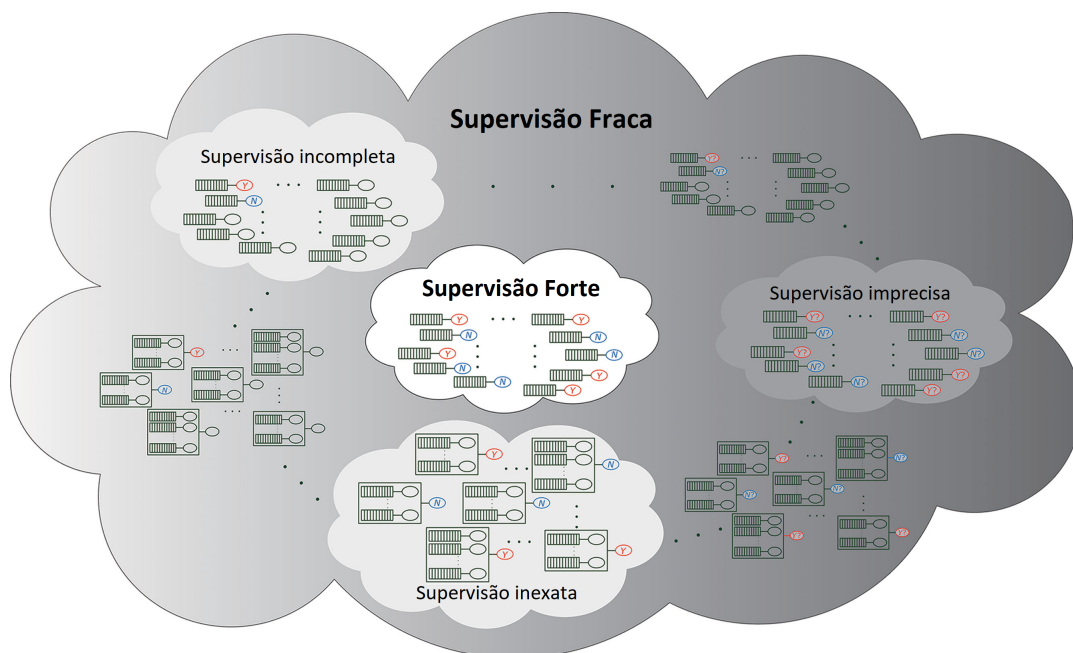 Supervisão Fraca
Supervisão incompleta
Y
N
Y?
N?
Supervisão Forte
Y Y
N N
Y N
N Y
N Y
Supervisão imprecisa
Y? Y?
N? N?
Y? N?
N? Y?
N? Y?
Y
N
Y N
N N
Y Y
Supervisão inexata
Y? N?
N? N?
Y? Y?